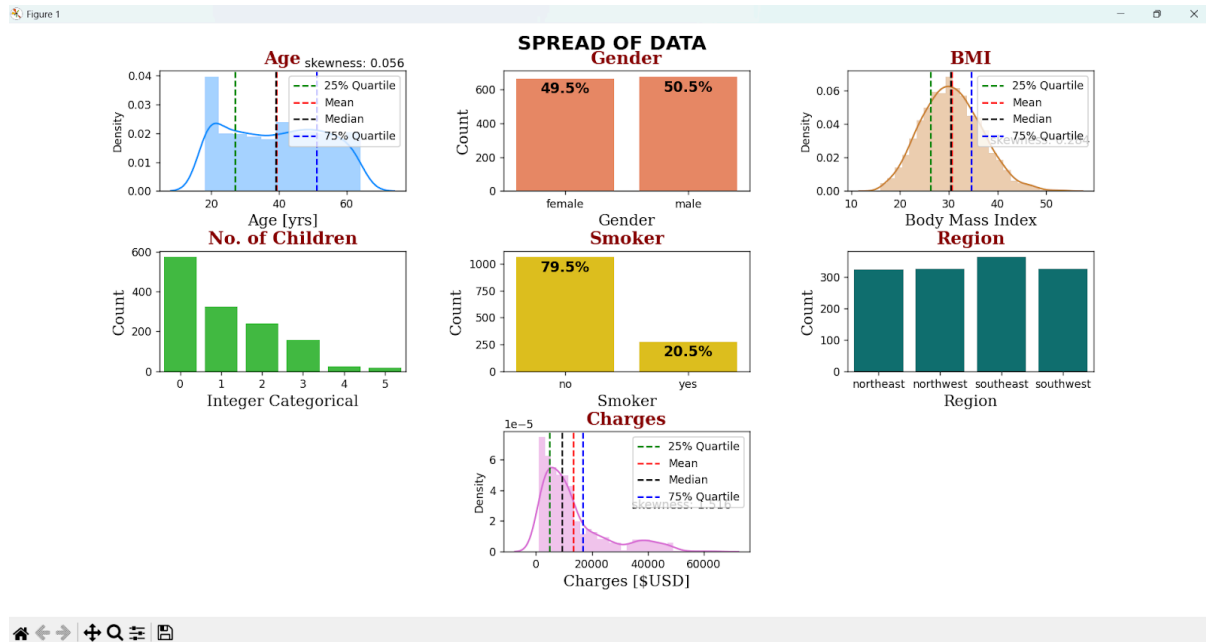 Figure 1
SPREAD OF DATA
Age
skewness: 0.056
0.04
0.03
0.02
0.01
0.00
Density
25% Quartile
Mean
Median
75% Quartile
20 40 60
Age [yrs]
Gender
600
400
200
0
Count
49.5% 50.5%
female male
Gender
BMI
0.06
0.04
0.02
0.00
Density
25% Quartile
Mean
Median
75% Quartile
skewness: 0.284
10 20 30 40 50
Body Mass Index
No. of Children
600
400
200
0
Count
0 1 2 3 4 5
Integer Categorical
Smoker
1000
750
500
250
0
Count
79.5%
20.5%
no yes
Smoker
Region
300
200
100
0
Count
northeast northwest southeast southwest
Region
Charges
1e-5
6
4
2
0
Density
25% Quartile
Mean
Median
75% Quartile
skewness: 1.516
0 20000 40000 60000
Charges [$USD]